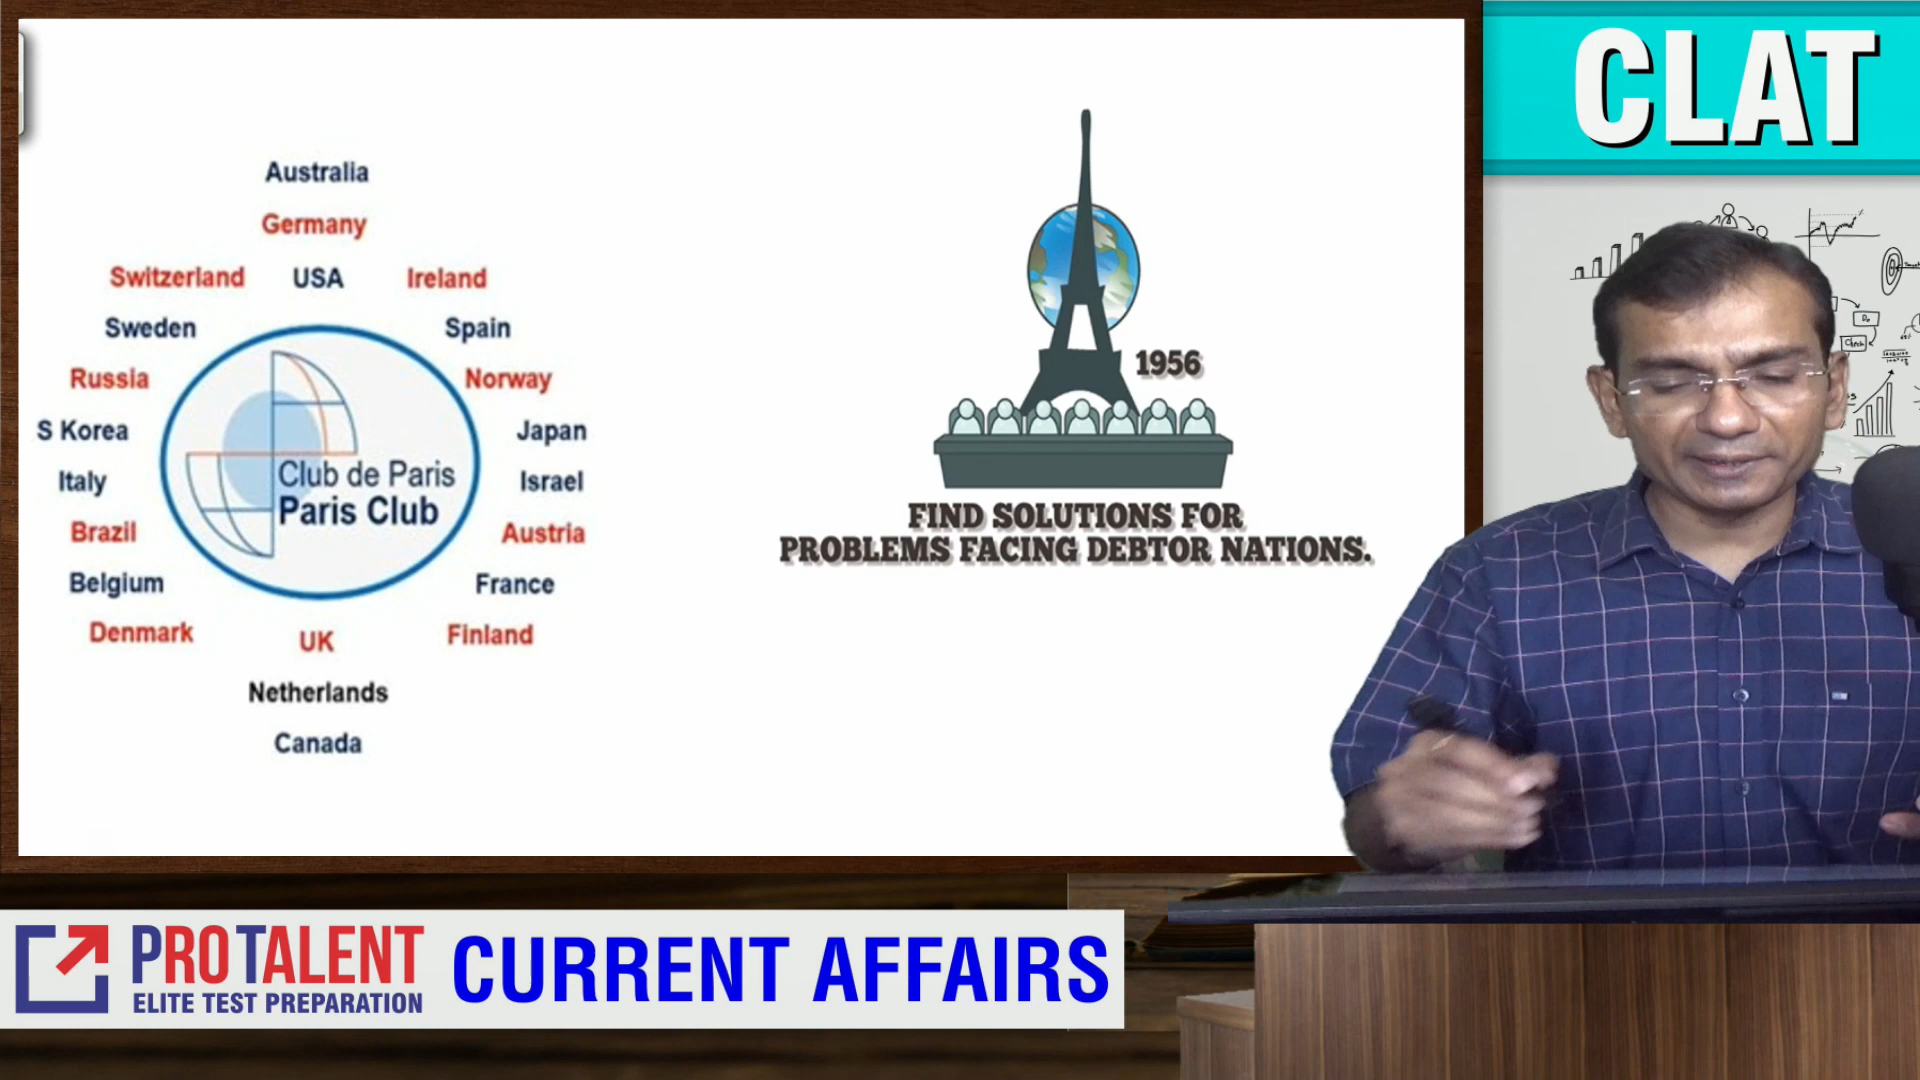 CLAT
Australia
Germany
Switzerland USA Ireland
Sweden Spain
Russia Norway
S Korea Japan
Italy Israel
Club de Paris
Paris Club
Brazil Austria
Belgium France
Denmark UK Finland
Netherlands
Canada
1956
FIND SOLUTIONS FOR
PROBLEMS FACING DEBTOR NATIONS.
Do
Check
PROTALENT
ELITE TEST PREPARATION
CURRENT AFFAIRS